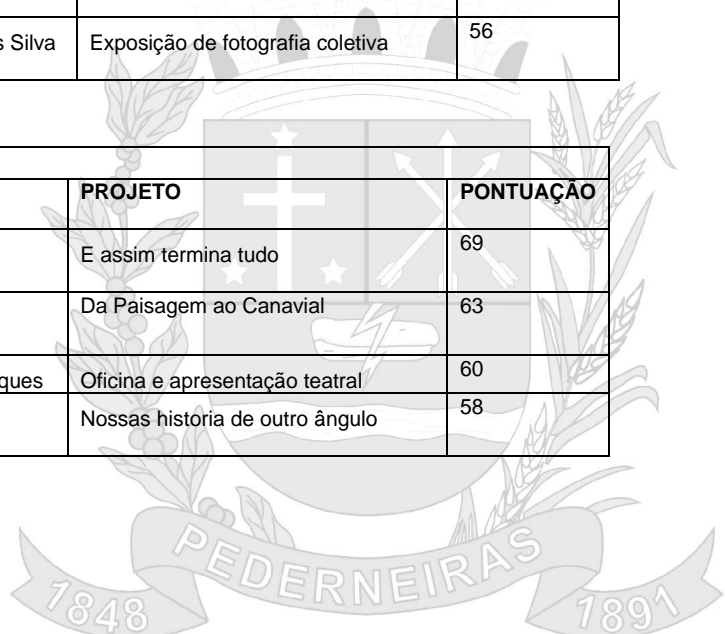 s Silva Exposição de fotografia coletiva 56
PROJETO PONTUAÇÃO
E assim termina tudo 69
Da Paisagem ao Canavial 63
ques Oficina e apresentação teatral 60
Nossas historia de outro ângulo 58
PEDERNEIRAS
1848 1891